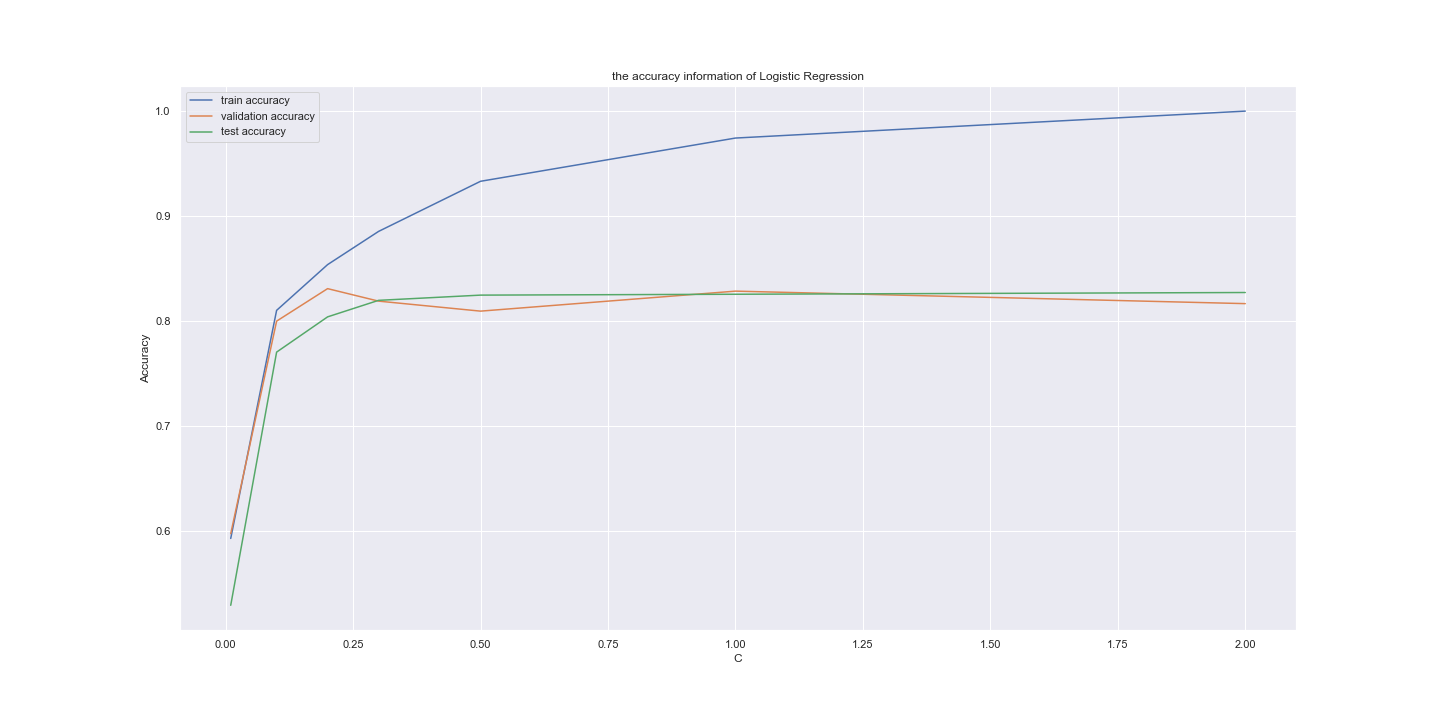 the accuracy information of Logistic Regression
train accuracy
validation accuracy
test accuracy
1.0
0.9
0.8
0.7
0.6
Accuracy
0.00 0.25 0.50 0.75 1.00 1.25 1.50 1.75 2.00
C